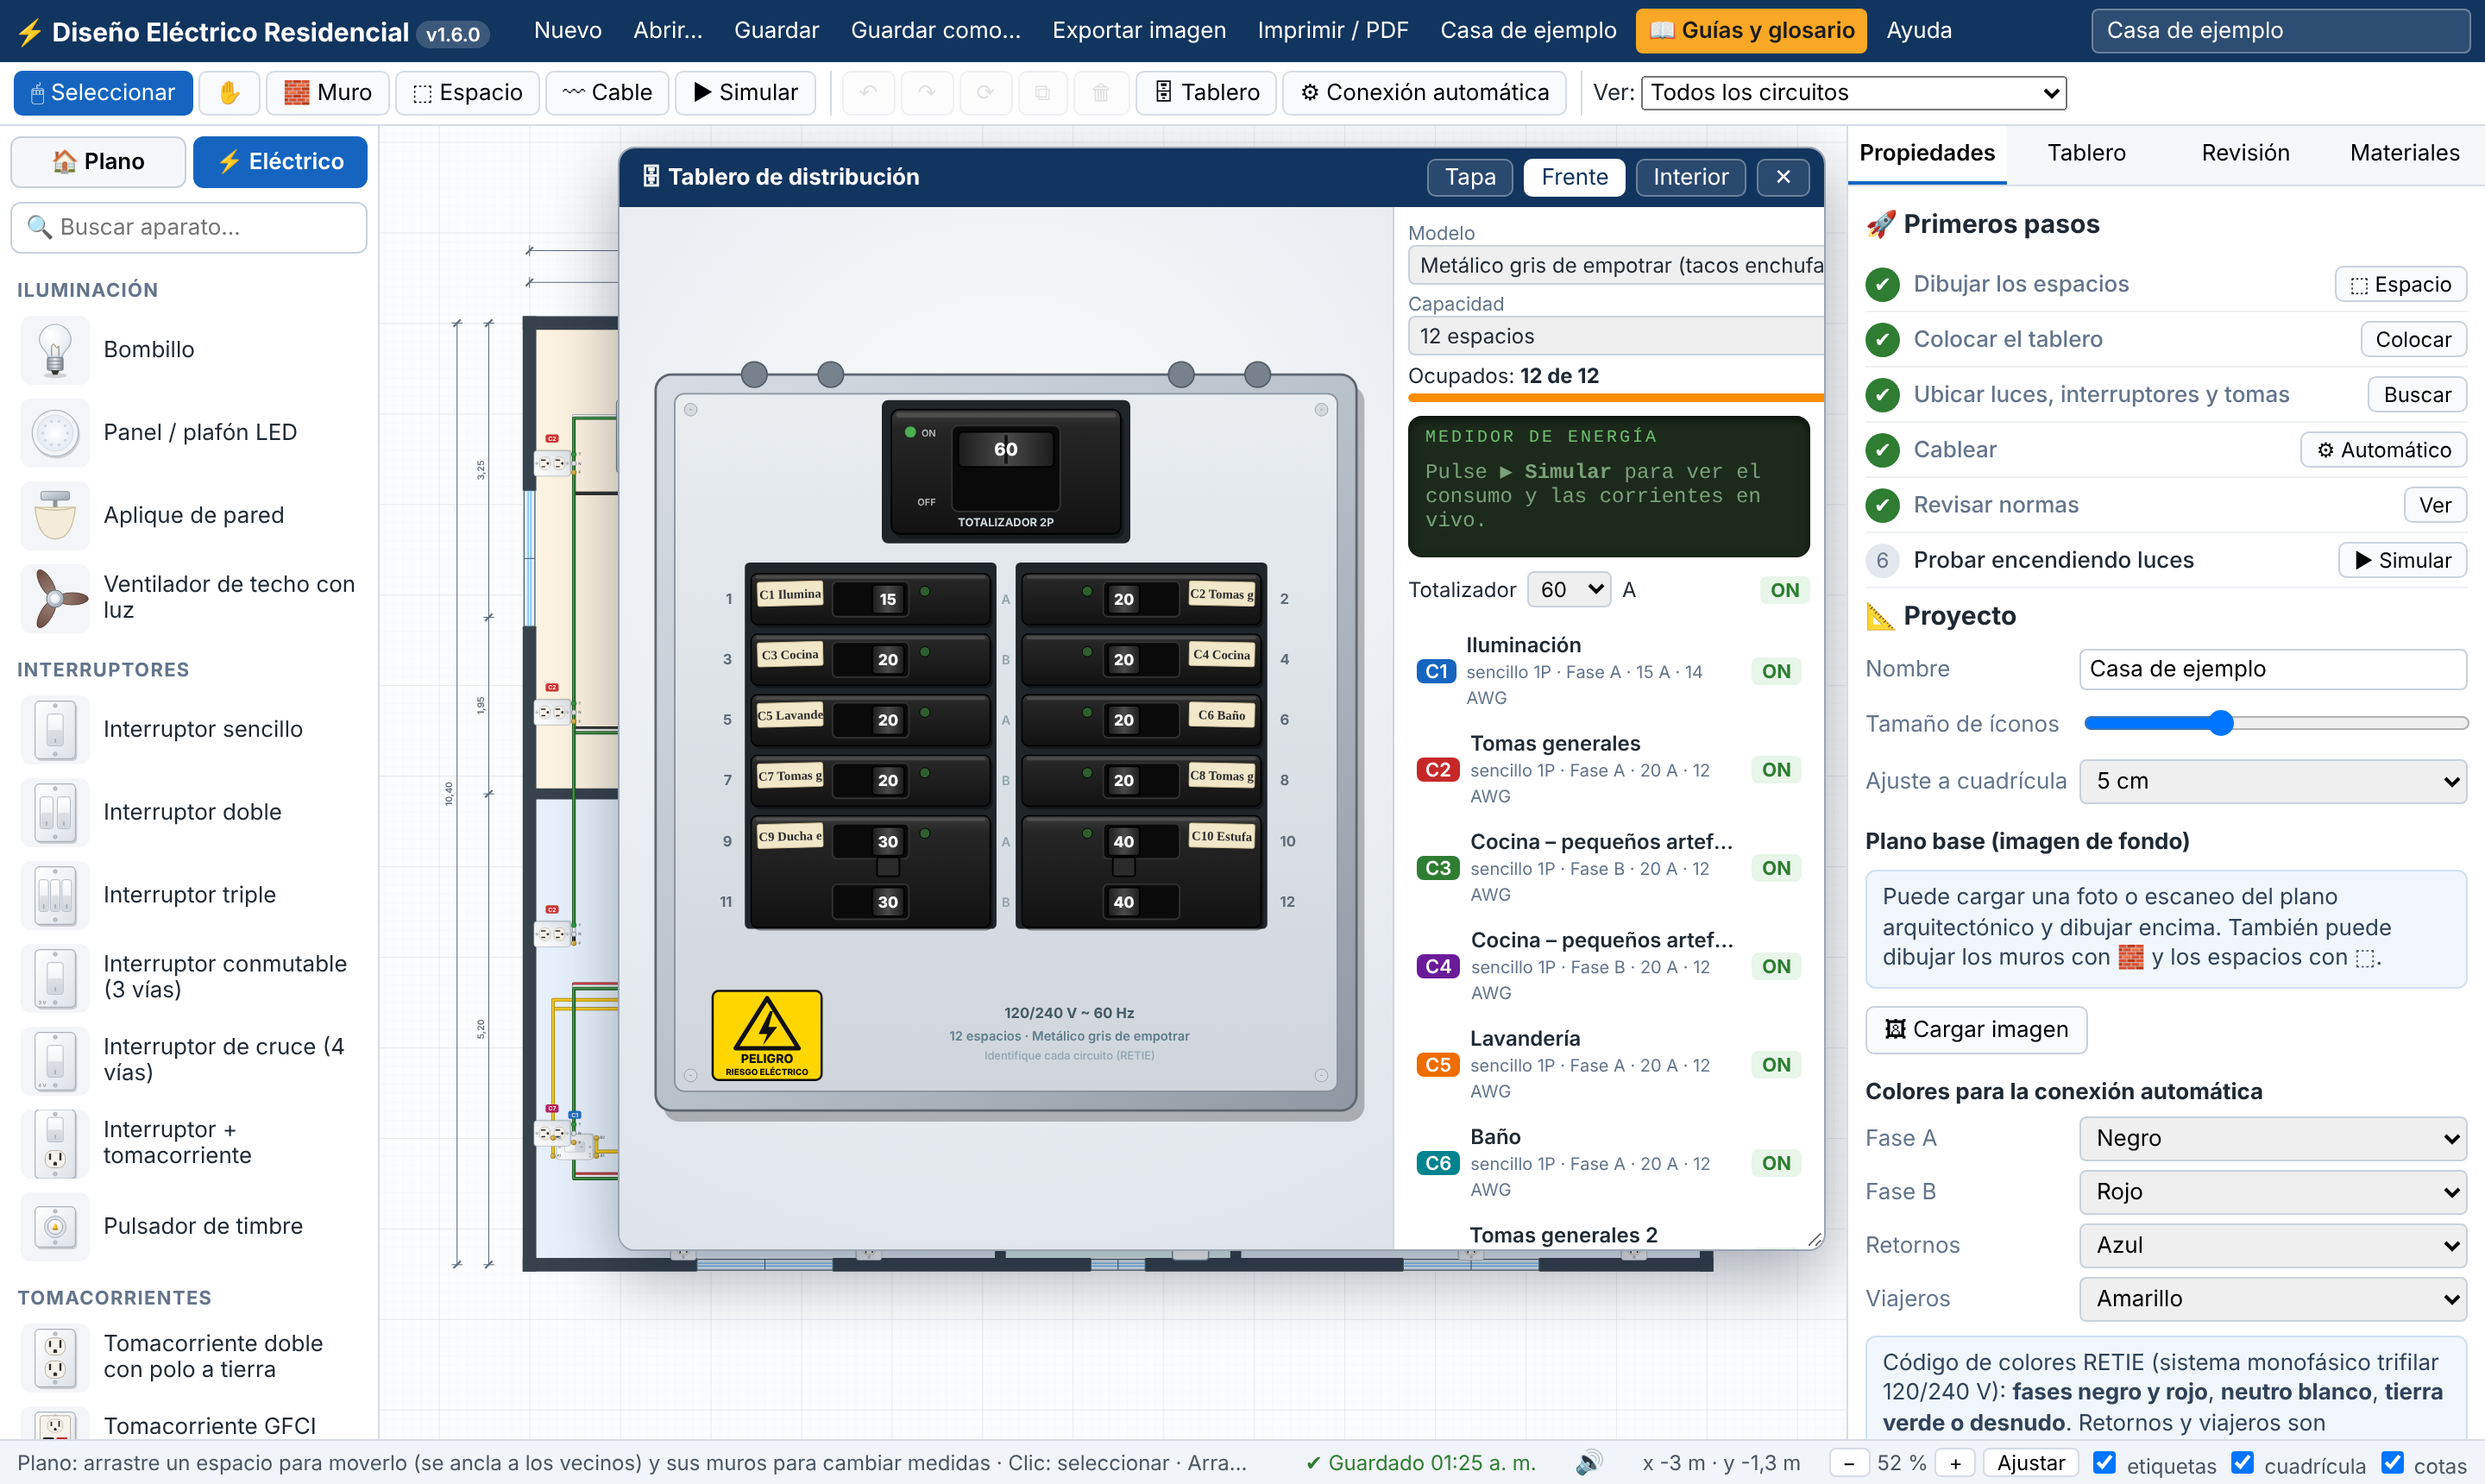 ⚡ Diseño Eléctrico Residencial v1.6.0
Nuevo
Abrir...
Guardar
Guardar como...
Exportar imagen
Imprimir / PDF
Casa de ejemplo
📖 Guías y glosario
Ayuda
Casa de ejemplo
Seleccionar
Muro
Espacio
Cable
▶ Simular
Tablero
⚙ Conexión automática
Ver: Todos los circuitos
Plano
⚡ Eléctrico
Buscar aparato...
ILUMINACIÓN
Bombillo
Panel / plafón LED
Aplique de pared
Ventilador de techo con
luz
INTERRUPTORES
Interruptor sencillo
Interruptor doble
Interruptor triple
Interruptor conmutable
(3 vías)
Interruptor de cruce (4
vías)
Interruptor +
tomacorriente
Pulsador de timbre
TOMACORRIENTES
Tomacorriente doble
con polo a tierra
Tomacorriente GFCI
3,25
1,95
10,40
5,20
C2
C2
C2
C7
C1
Tablero de distribución
Tapa
Frente
Interior
✕
ON
60
OFF
TOTALIZADOR 2P
1 C1 Ilumina 15 A 20 C2 Tomas g 2
3 C3 Cocina 20 B 20 C4 Cocina 4
5 C5 Lavande 20 A 20 C6 Baño 6
7 C7 Tomas g 20 B 20 C8 Tomas g 8
9 C9 Ducha e 30 A 40 C10 Estufa 10
11 30 B 40 12
PELIGRO
RIESGO ELÉCTRICO
120/240 V ~ 60 Hz
12 espacios · Metálico gris de empotrar
Identifique cada circuito (RETIE)
Modelo
Metálico gris de empotrar (tacos enchufa
Capacidad
12 espacios
Ocupados: 12 de 12
MEDIDOR DE ENERGÍA
Pulse ▶ Simular para ver el
consumo y las corrientes en
vivo.
Totalizador 60 A ON
Iluminación
C1 sencillo 1P · Fase A · 15 A · 14 ON
AWG
Tomas generales
C2 sencillo 1P · Fase A · 20 A · 12 ON
AWG
Cocina – pequeños artef...
C3 sencillo 1P · Fase B · 20 A · 12 ON
AWG
Cocina – pequeños artef...
C4 sencillo 1P · Fase B · 20 A · 12 ON
AWG
Lavandería
C5 sencillo 1P · Fase A · 20 A · 12 ON
AWG
Baño
C6 sencillo 1P · Fase A · 20 A · 12 ON
AWG
Tomas generales 2
Propiedades
Tablero
Revisión
Materiales
🚀 Primeros pasos
✔ Dibujar los espacios Espacio
✔ Colocar el tablero Colocar
✔ Ubicar luces, interruptores y tomas Buscar
✔ Cablear ⚙ Automático
✔ Revisar normas Ver
6 Probar encendiendo luces ▶ Simular
📐 Proyecto
Nombre Casa de ejemplo
Tamaño de íconos
Ajuste a cuadrícula 5 cm
Plano base (imagen de fondo)
Puede cargar una foto o escaneo del plano
arquitectónico y dibujar encima. También puede
dibujar los muros con 🧱 y los espacios con ⬚.
Cargar imagen
Colores para la conexión automática
Fase A Negro
Fase B Rojo
Retornos Azul
Viajeros Amarillo
Código de colores RETIE (sistema monofásico trifilar
120/240 V): fases negro y rojo, neutro blanco, tierra
verde o desnudo. Retornos y viajeros son
Plano: arrastre un espacio para moverlo (se ancla a los vecinos) y sus muros para cambiar medidas · Clic: seleccionar · Arra...
✔ Guardado 01:25 a. m.
x -3 m · y -1,3 m
− 52 % +
Ajustar
etiquetas
cuadrícula
cotas